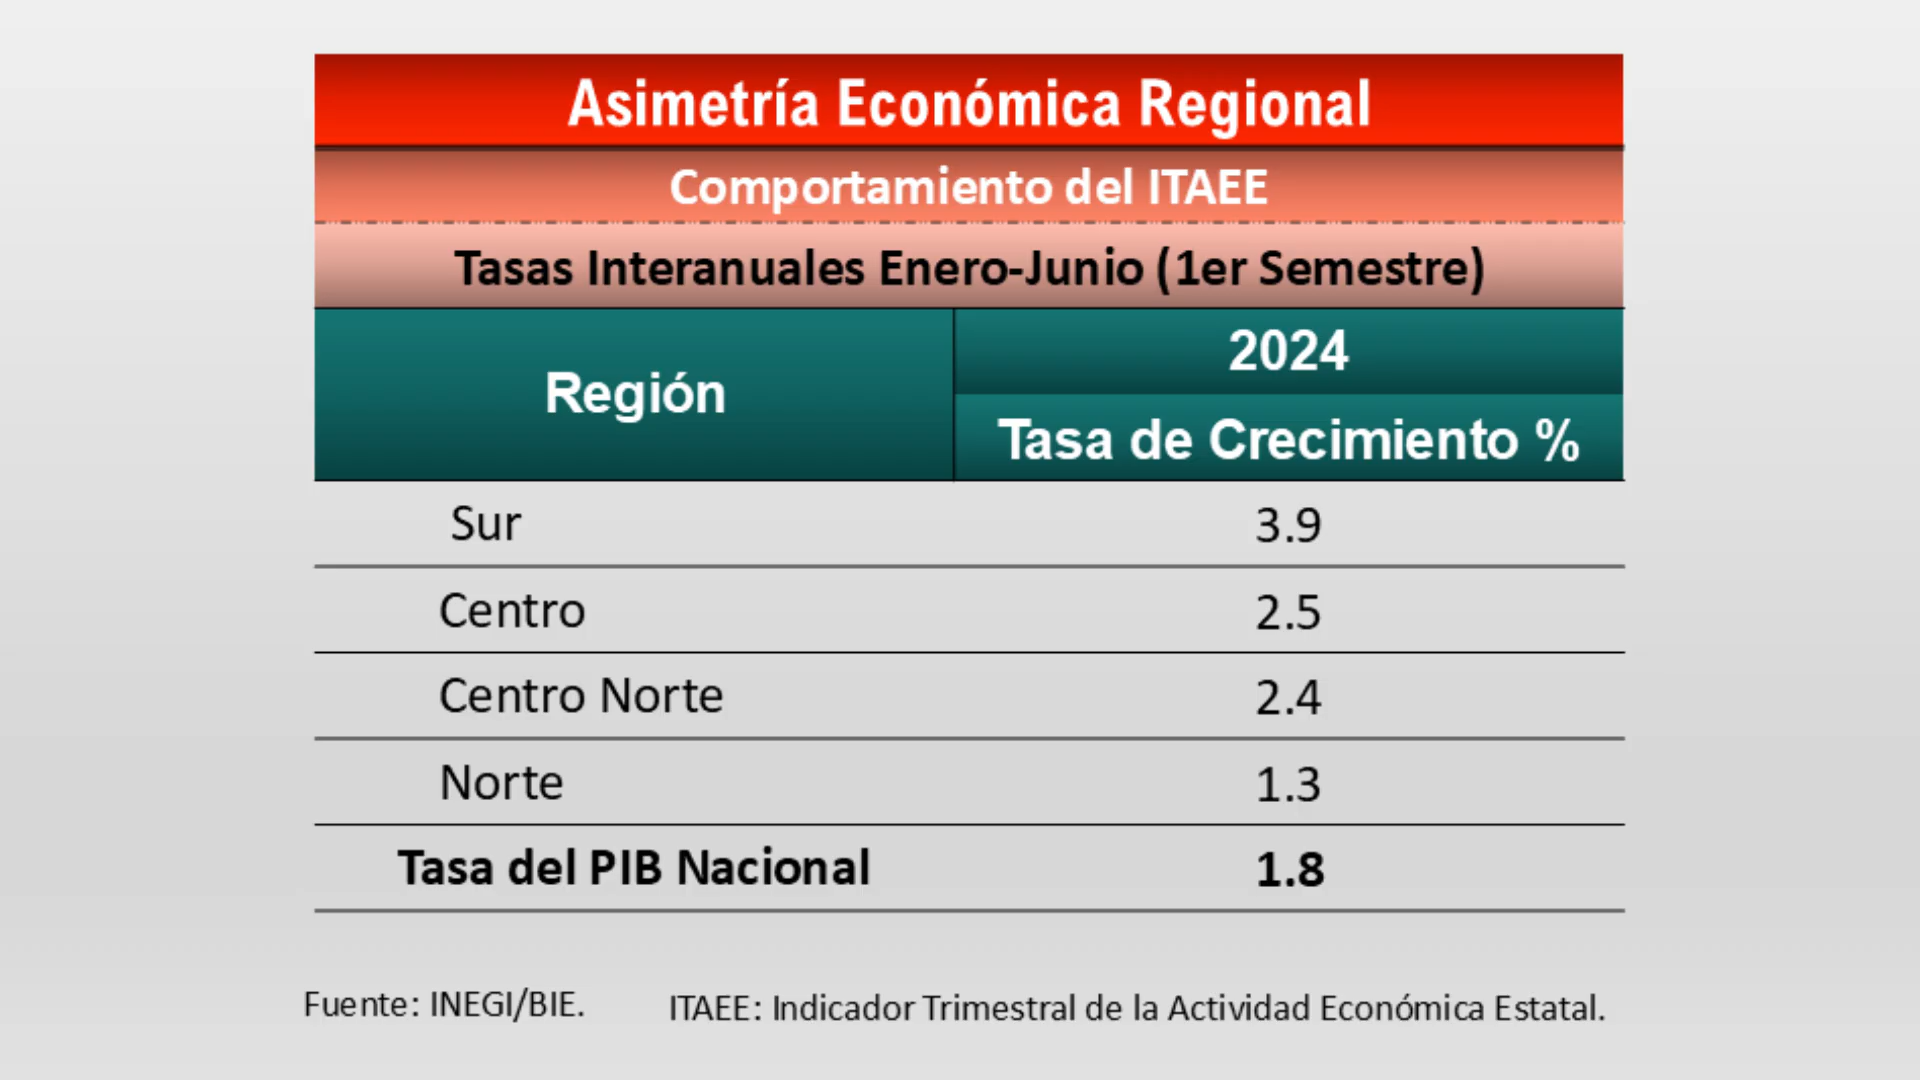 Asimetría Económica Regional
Comportamiento del ITAEE
Tasas Interanuales Enero-Junio (1er Semestre)
Región
2024
Tasa de Crecimiento %
Sur 3.9
Centro 2.5
Centro Norte 2.4
Norte 1.3
Tasa del PIB Nacional 1.8
Fuente: INEGI/BIE. ITAEE: Indicador Trimestral de la Actividad Económica Estatal.